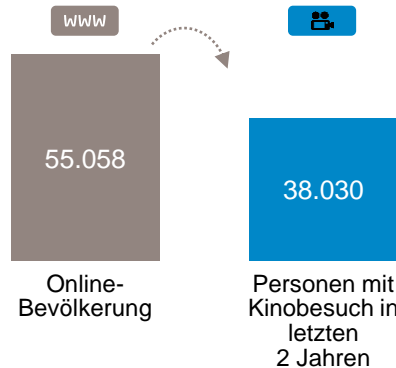 WWW
55.058
38.030
Online-
Bevölkerung
Personen mit
Kinobesuch in
letzten
2 Jahren